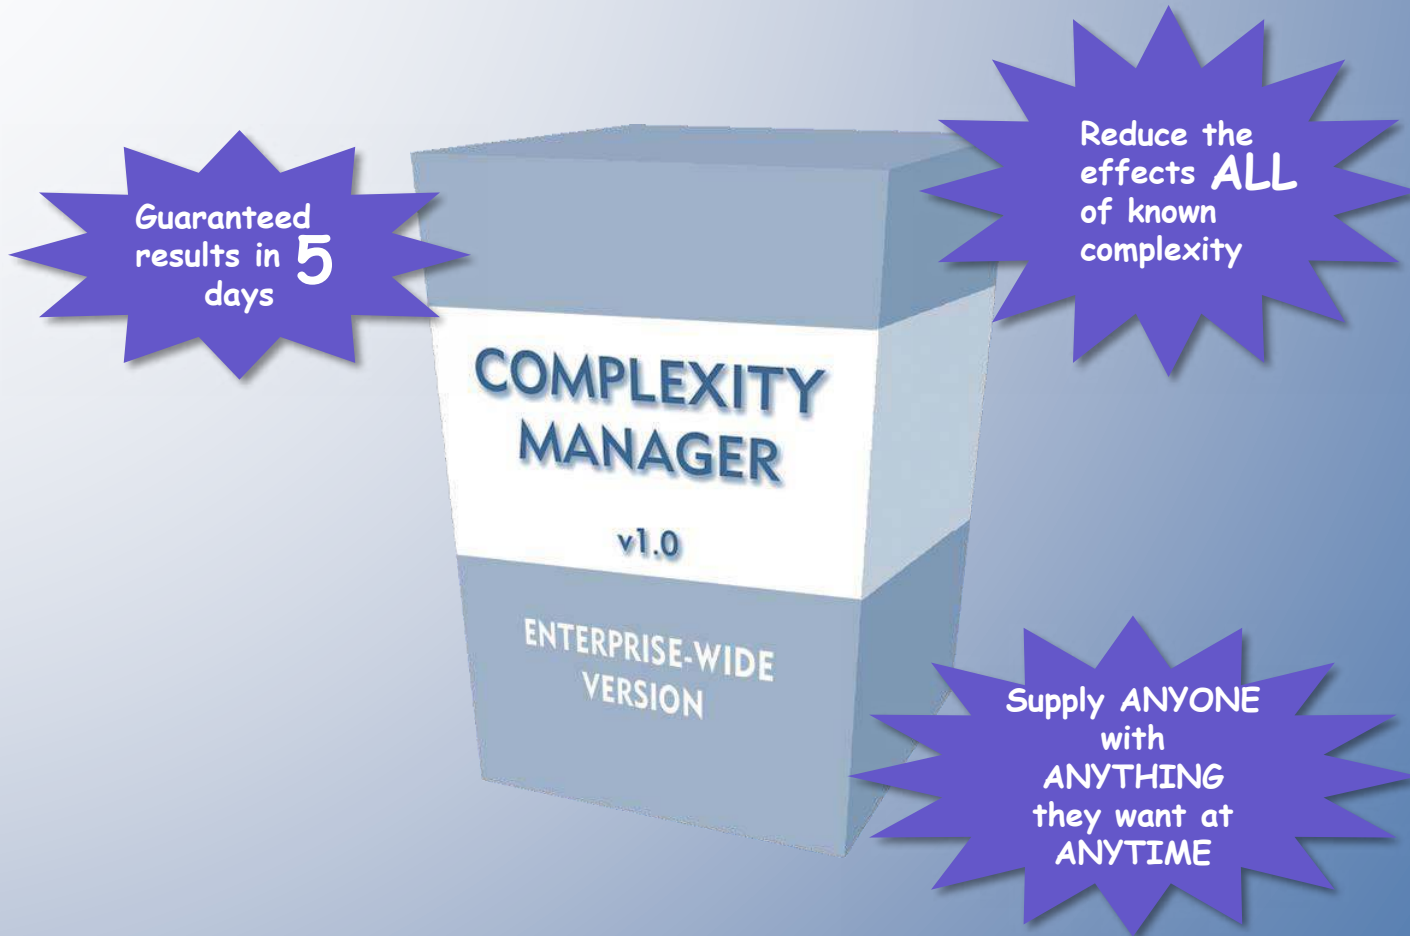 Guaranteed
results in 5
days
Reduce the
effects ALL
of known
complexity
COMPLEXITY
MANAGER
v1.0
ENTERPRISE-WIDE
VERSION
Supply ANYONE
with
ANYTHING
they want at
ANYTIME